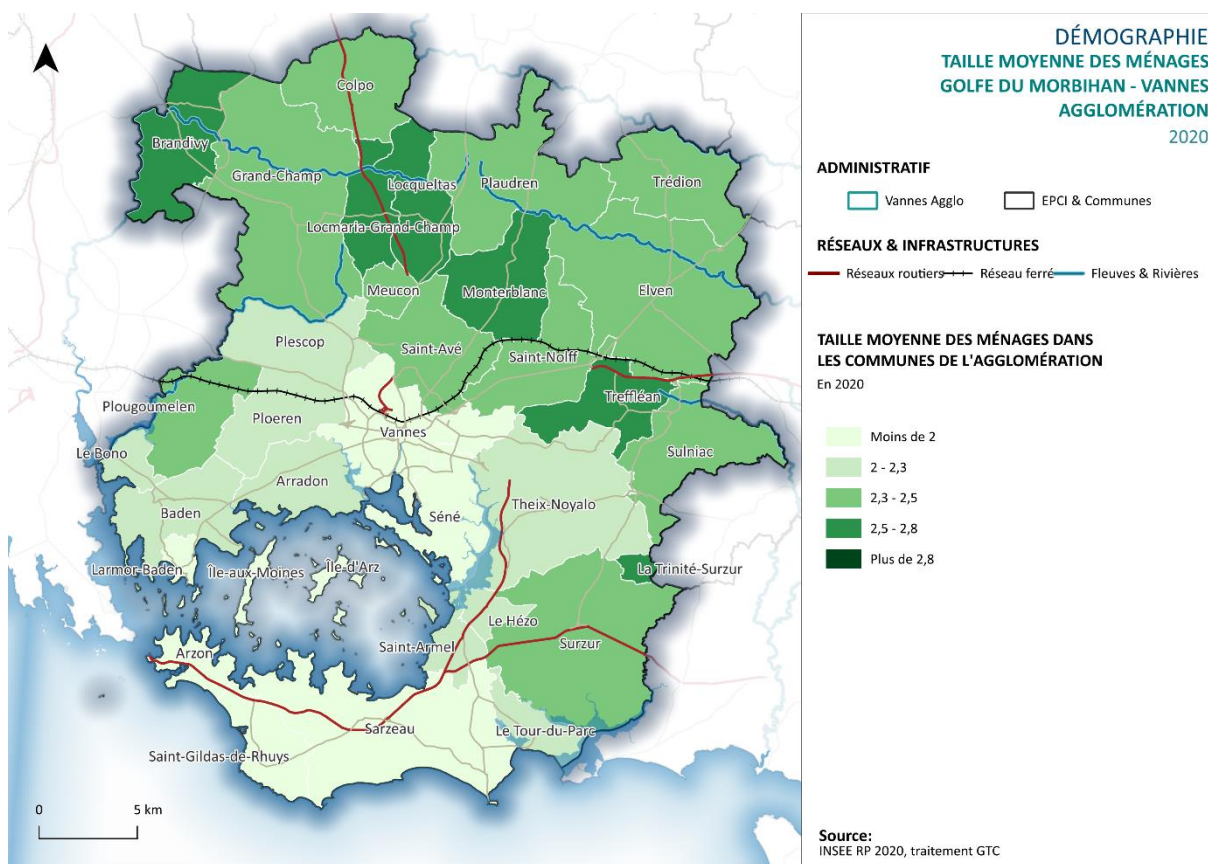 DÉMOGRAPHIE
TAILLE MOYENNE DES MÉNAGES
GOLFE DU MORBIHAN - VANNES
AGGLOMÉRATION
2020
ADMINISTRATIF
Vannes Agglo
EPCI & Communes
RÉSEAUX & INFRASTRUCTURES
Réseaux routiers
Réseau ferré
Fleuves & Rivières
TAILLE MOYENNE DES MÉNAGES DANS
LES COMMUNES DE L'AGGLOMÉRATION
En 2020
Moins de 2
2 - 2,3
2,3 - 2,5
2,5 - 2,8
Plus de 2,8
Source:
INSEE RP 2020, traitement GTC
Colpo
Brandivy
Grand-Champ
Locqueltas
Plaudren
Trédion
Locmaria-Grand-Champ
Meucon
Monterblanc
Elven
Plescop
Saint-Avé
Saint-Nolff
Plougoumelen
Ploeren
Vannes
Treffléan
Le Bono
Sulniac
Arradon
Baden
Séné
Theix-Noyalo
Larmor-Baden
Île-aux-Moines
Île-d'Arz
La Trinité-Surzur
Le Hézo
Saint-Armel
Surzur
Arzon
Sarzeau
Le Tour-du-Parc
Saint-Gildas-de-Rhuys
0
5 km